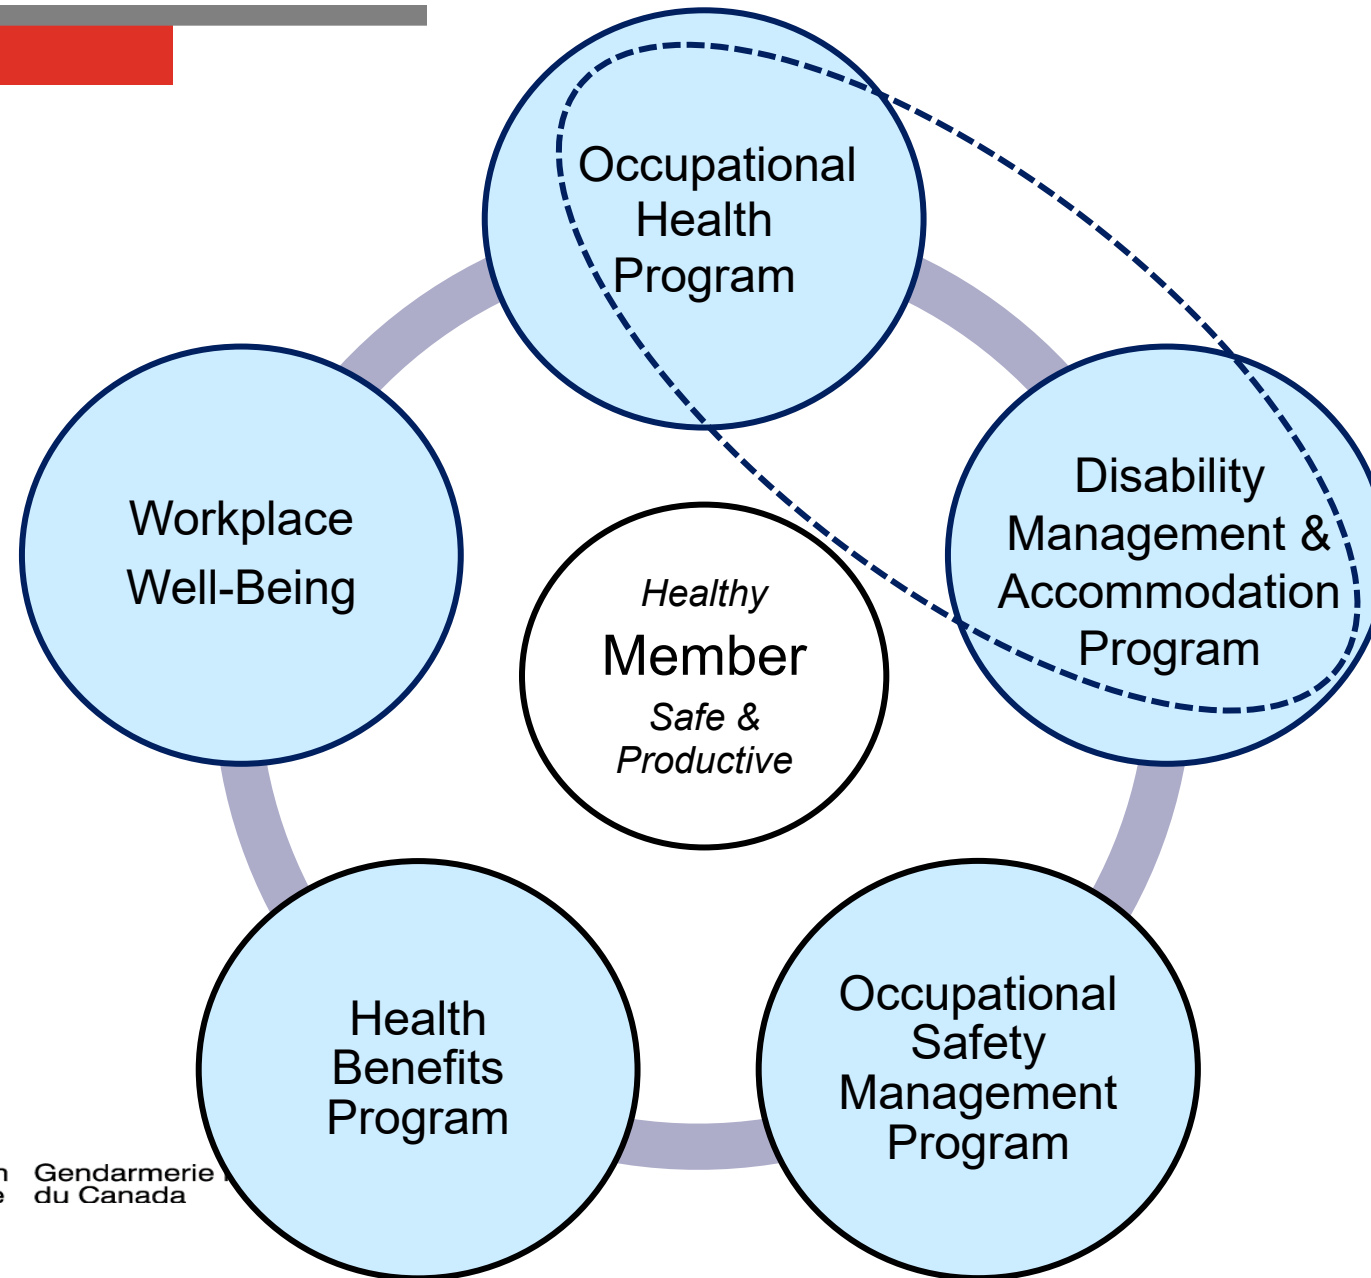 Occupational
Health
Program
Disability
Management &
Accommodation
Program
Workplace
Well-Being
Healthy
Member
Safe &
Productive
Health
Benefits
Program
Occupational
Safety
Management
Program
Gendarmerie
du Canada